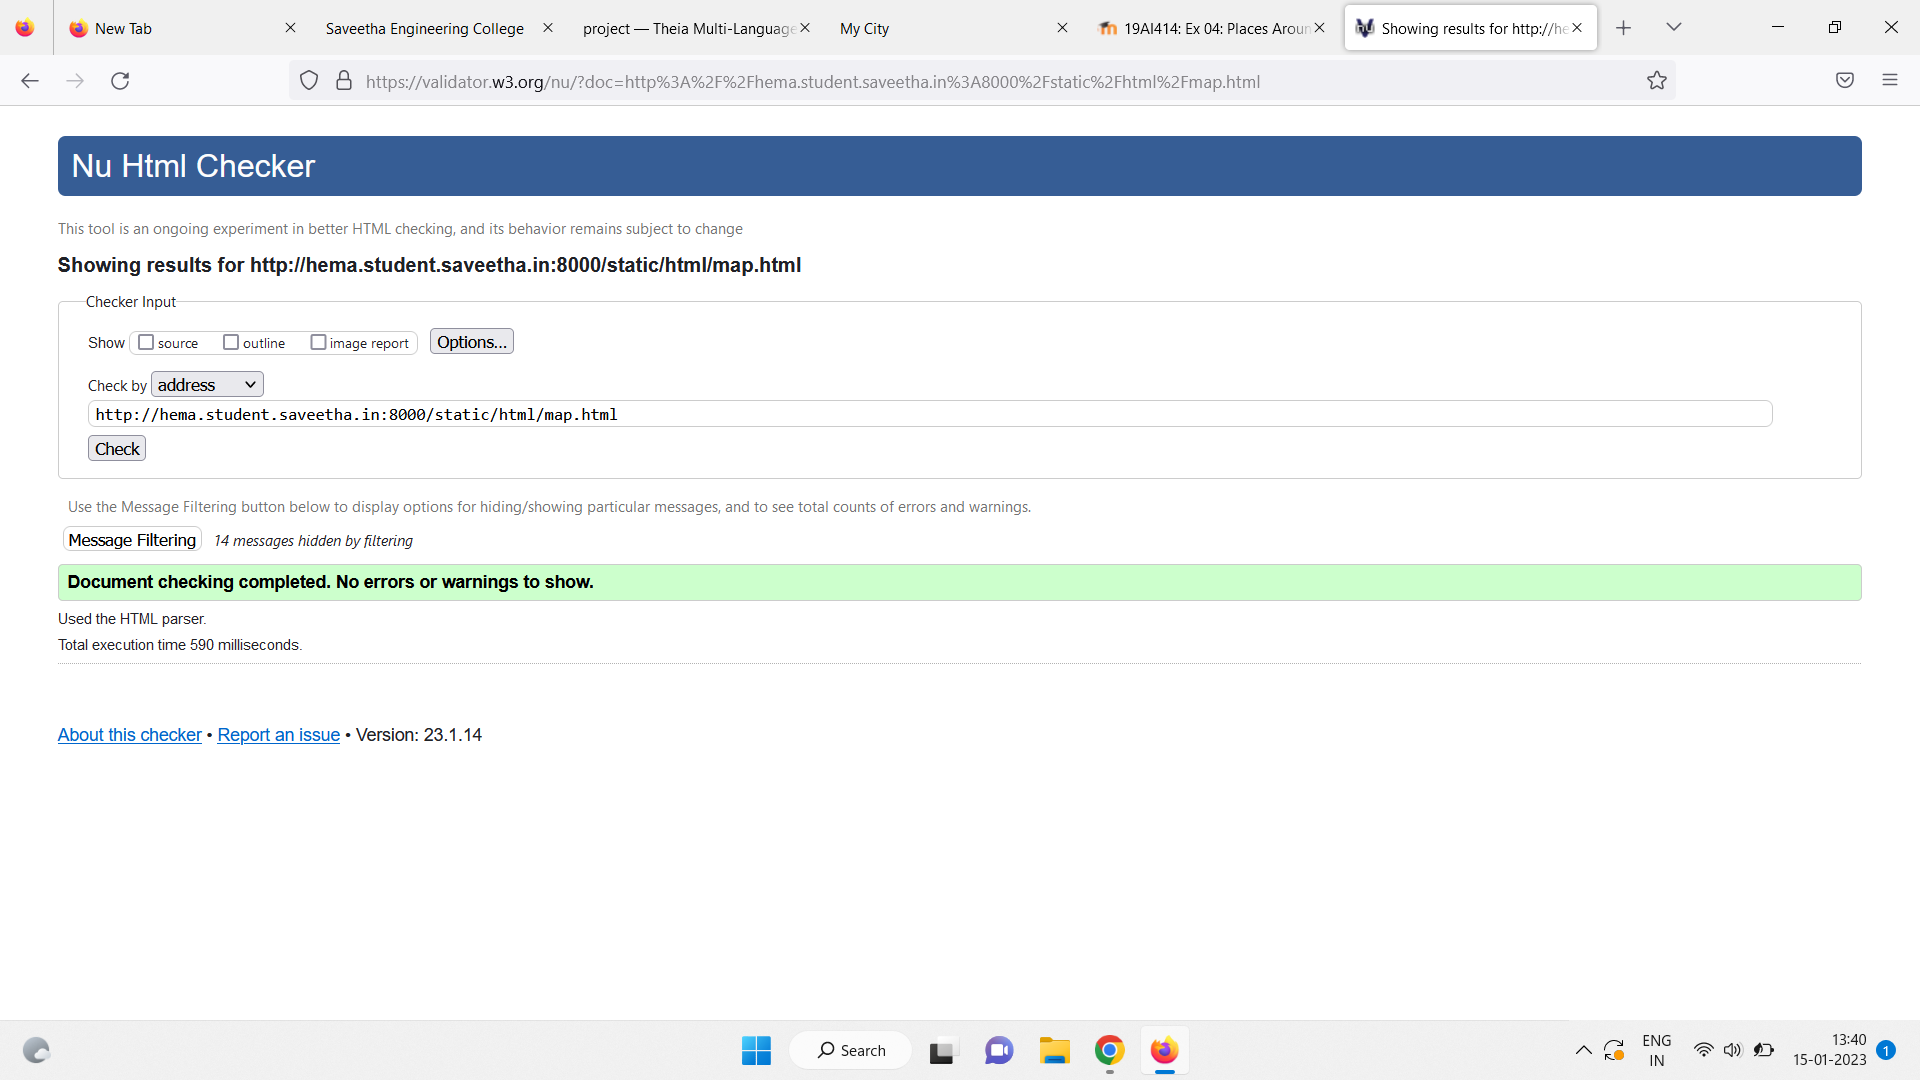 New Tab
Saveetha Engineering College
project — Theia Multi-Language
My City
19AI414: Ex 04: Places Aroun
Showing results for http://he
https://validator.w3.org/nu/?doc=http%3A%2F%2Fhema.student.saveetha.in%3A8000%2Fstatic%2Fhtml%2Fmap.html
Nu Html Checker
This tool is an ongoing experiment in better HTML checking, and its behavior remains subject to change
Showing results for http://hema.student.saveetha.in:8000/static/html/map.html
Checker Input
Show source outline image report Options...
Check by address
http://hema.student.saveetha.in:8000/static/html/map.html
Check
Use the Message Filtering button below to display options for hiding/showing particular messages, and to see total counts of errors and warnings.
Message Filtering 14 messages hidden by filtering
Document checking completed. No errors or warnings to show.
Used the HTML parser.
Total execution time 590 milliseconds.
About this checker • Report an issue • Version: 23.1.14
Search
ENG
IN
13:40
15-01-2023
1